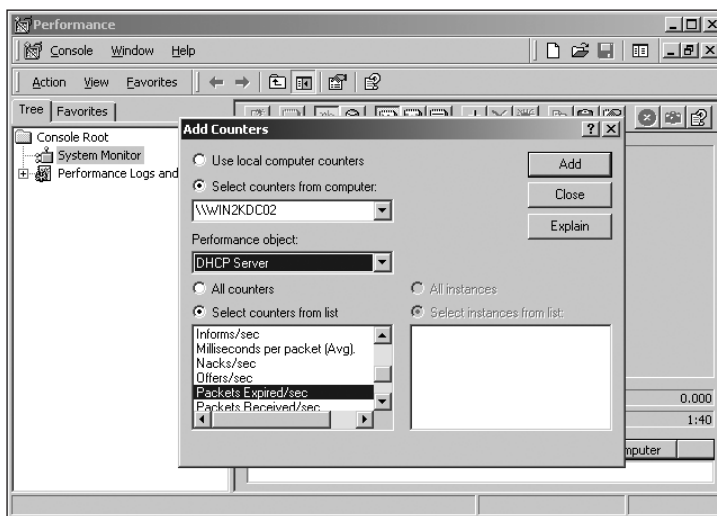 Performance
Console Window Help
Action View Favorites
Tree Favorites
Console Root
System Monitor
Performance Logs and
Add Counters
Use local computer counters
Select counters from computer:
\\WIN2KDC02
Performance object:
DHCP Server
All counters
Select counters from list
Informs/sec
Milliseconds per packet (Avg).
Nacks/sec
Offers/sec
Packets Expired/sec
Packets Received/sec
All instances
Select instances from list:
Add
Close
Explain
0.000
1:40
mputer